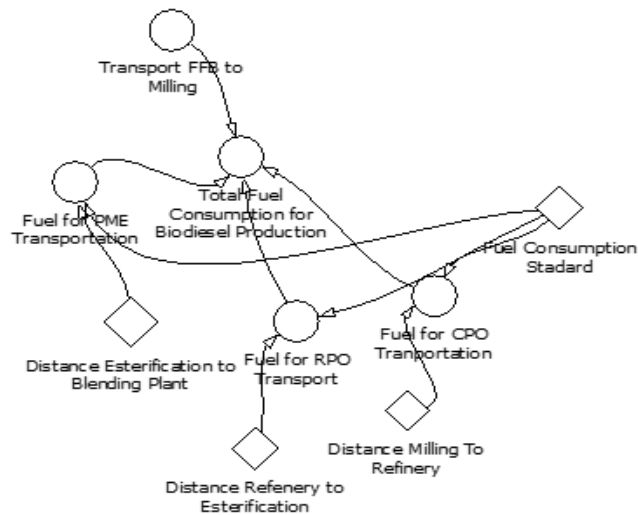 Transport FFB to
Milling
Total Fuel
Consumption for
Biodiesel Production
Fuel for PME
Transportation
Fuel Consumption
Stadard
Fuel for CPO
Tranportation
Fuel for RPO
Transport
Distance Esterification to
Blending Plant
Distance Milling To
Refinery
Distance Refenery to
Esterification